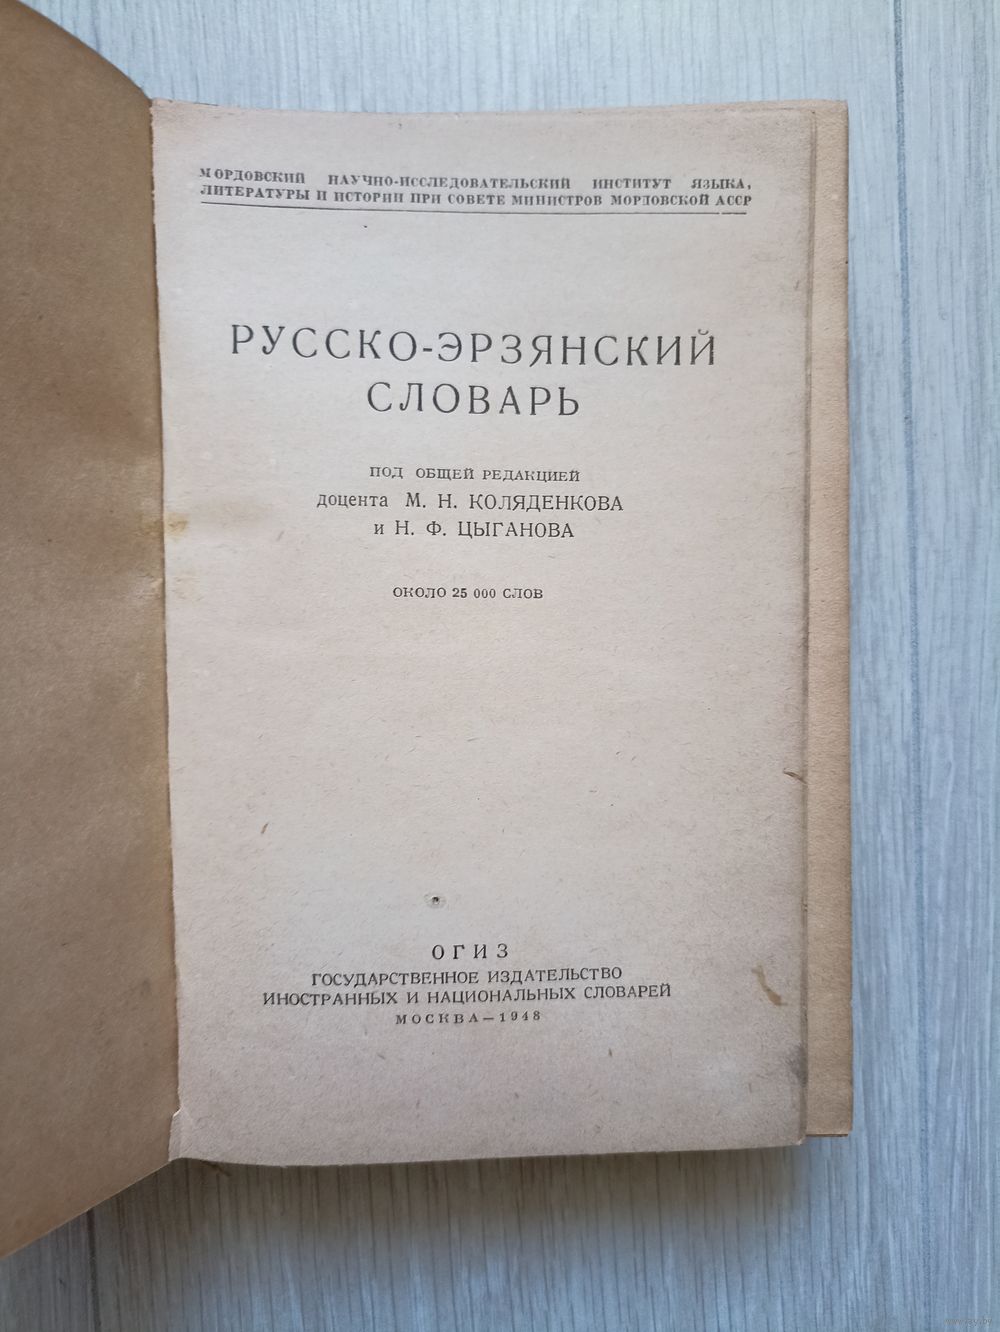 МОРДОВСКИЙ НАУЧНО-ИССЛЕДОВАТЕЛЬСКИЙ ИНСТИТУТ ЯЗЫКА,
ЛИТЕРАТУРЫ И ИСТОРИИ ПРИ СОВЕТЕ МИНИСТРОВ МОРДОВСКОЙ АССР
РУССКО-ЭРЗЯНСКИЙ
СЛОВАРЬ
ПОД ОБЩЕЙ РЕДАКЦИЕЙ
доцента М. Н. КОЛЯДЕНКОВА
и Н. Ф. ЦЫГАНОВА
ОКОЛО 25 000 СЛОВ
ОГИЗ
ГОСУДАРСТВЕННОЕ ИЗДАТЕЛЬСТВО
ИНОСТРАННЫХ И НАЦИОНАЛЬНЫХ СЛОВАРЕЙ
МОСКВА—1948